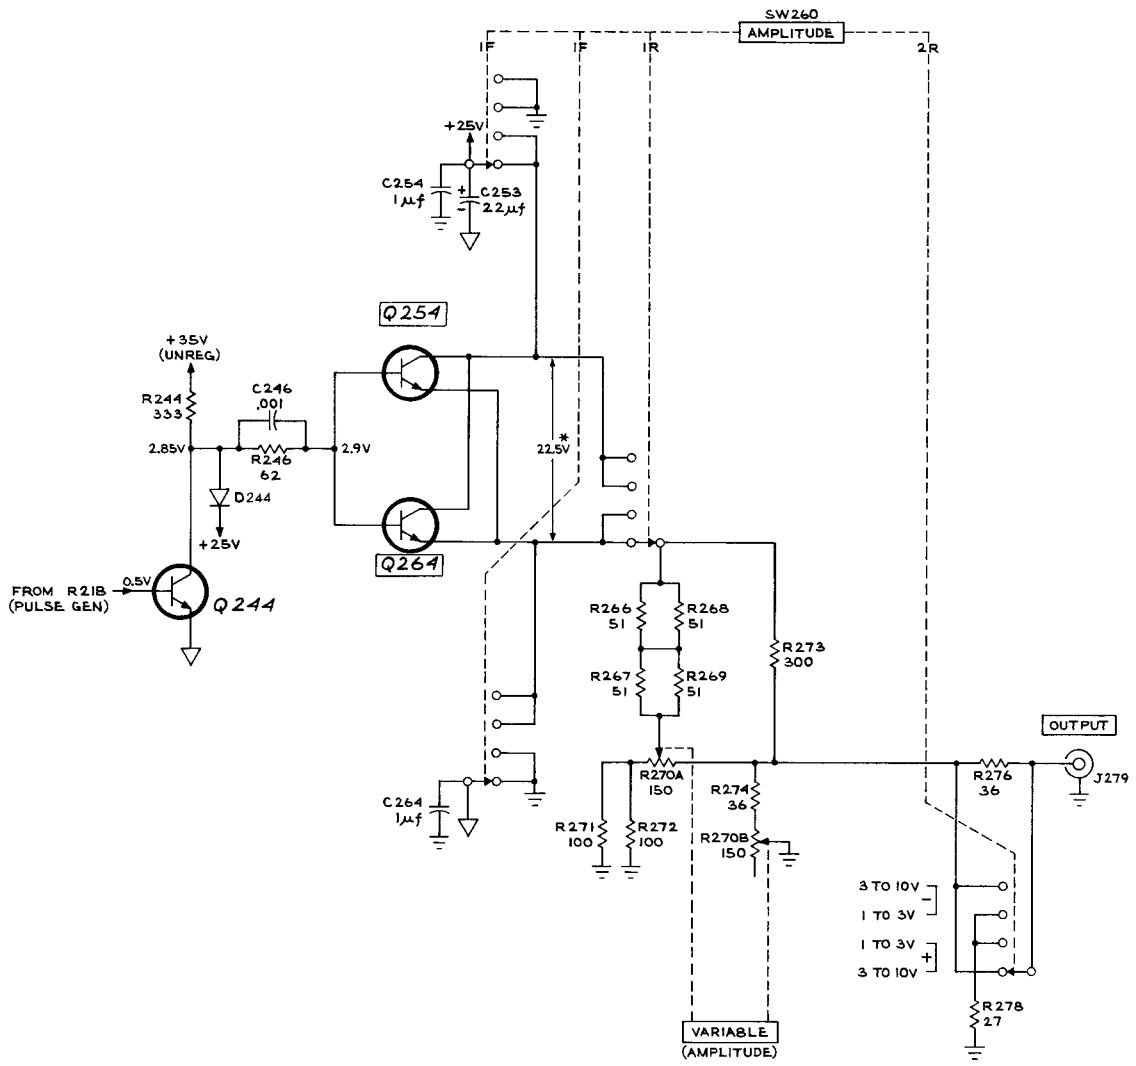 SW260
AMPLITUDE
1F
1F
1R
2R
+25V
C254
1µf
+
-
C253
22µf
Q254
+35V
(UNREG)
R244
333
C246
.001
2.85V
R246
62
2.9V
*
22.5V
D244
+25V
Q264
FROM R21B
(PULSE GEN)
0.5V
Q244
R266
51
R268
51
R273
300
R267
51
R269
51
OUTPUT
R270A
150
R274
36
R276
36
J279
C264
1µf
R271
100
R272
100
R270B
150
3 TO 10V
-
1 TO 3V
1 TO 3V
+
3 TO 10V
R278
27
VARIABLE
(AMPLITUDE)